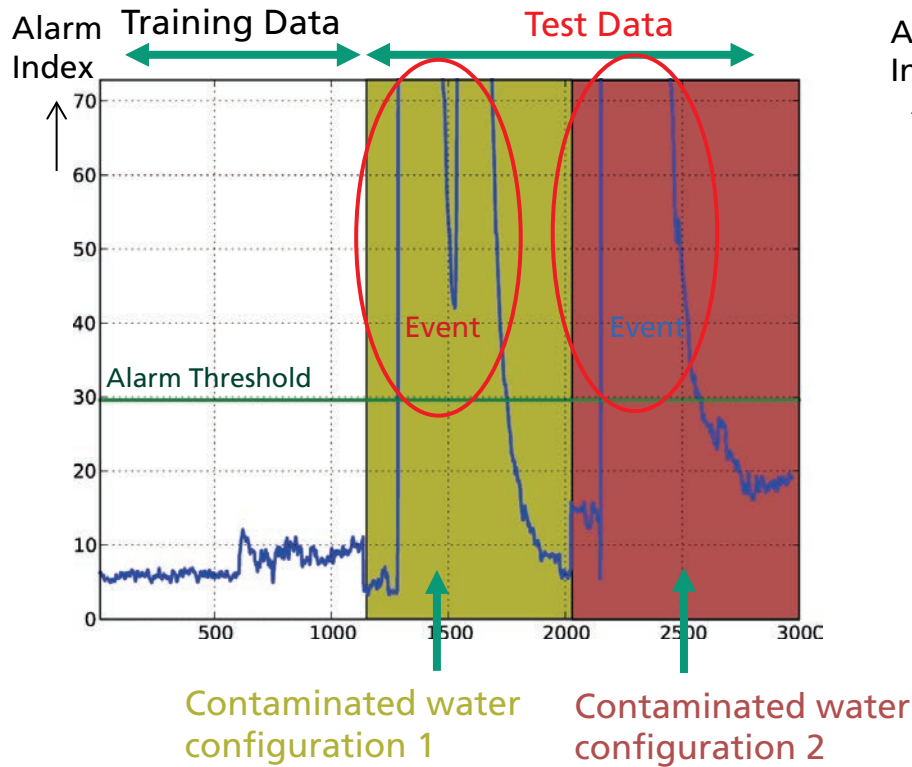 Alarm
Index
Training Data
Test Data
A
In
70
60
50
40
30
20
10
0
Alarm Threshold
Event
Event
500
1000
1500
2000
2500
300
Contaminated water
configuration 1
Contaminated water
configuration 2